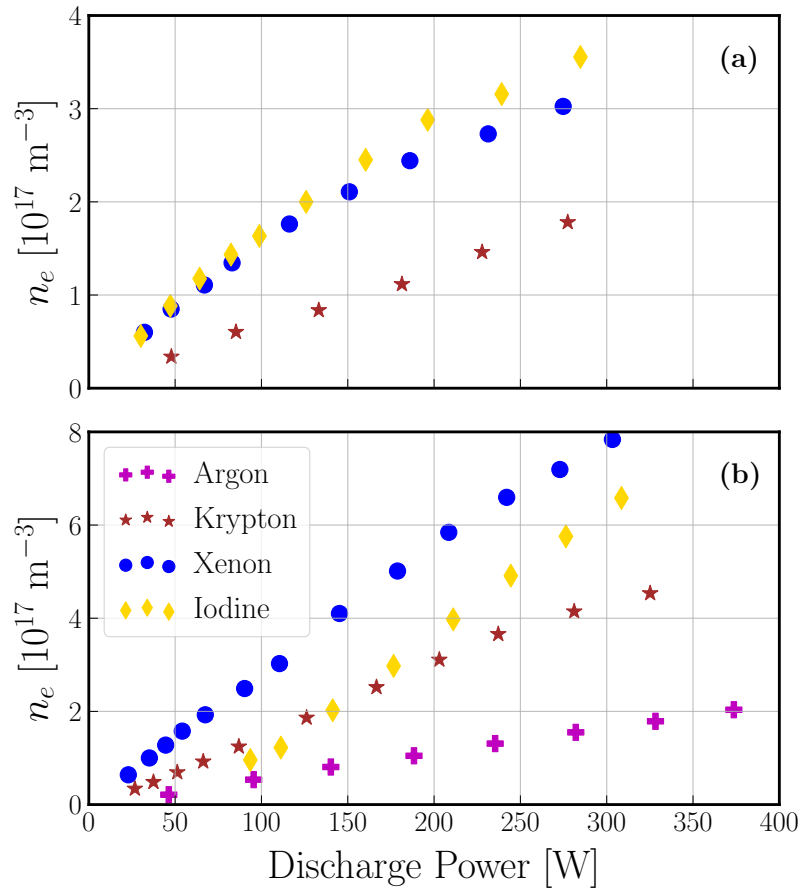 4
3
2
1
0
n_e [10^17 m^−3]
(a)
8
6
4
2
0
n_e [10^17 m^−3]
(b)
Argon
Krypton
Xenon
Iodine
0 50 100 150 200 250 300 350 400
Discharge Power [W]